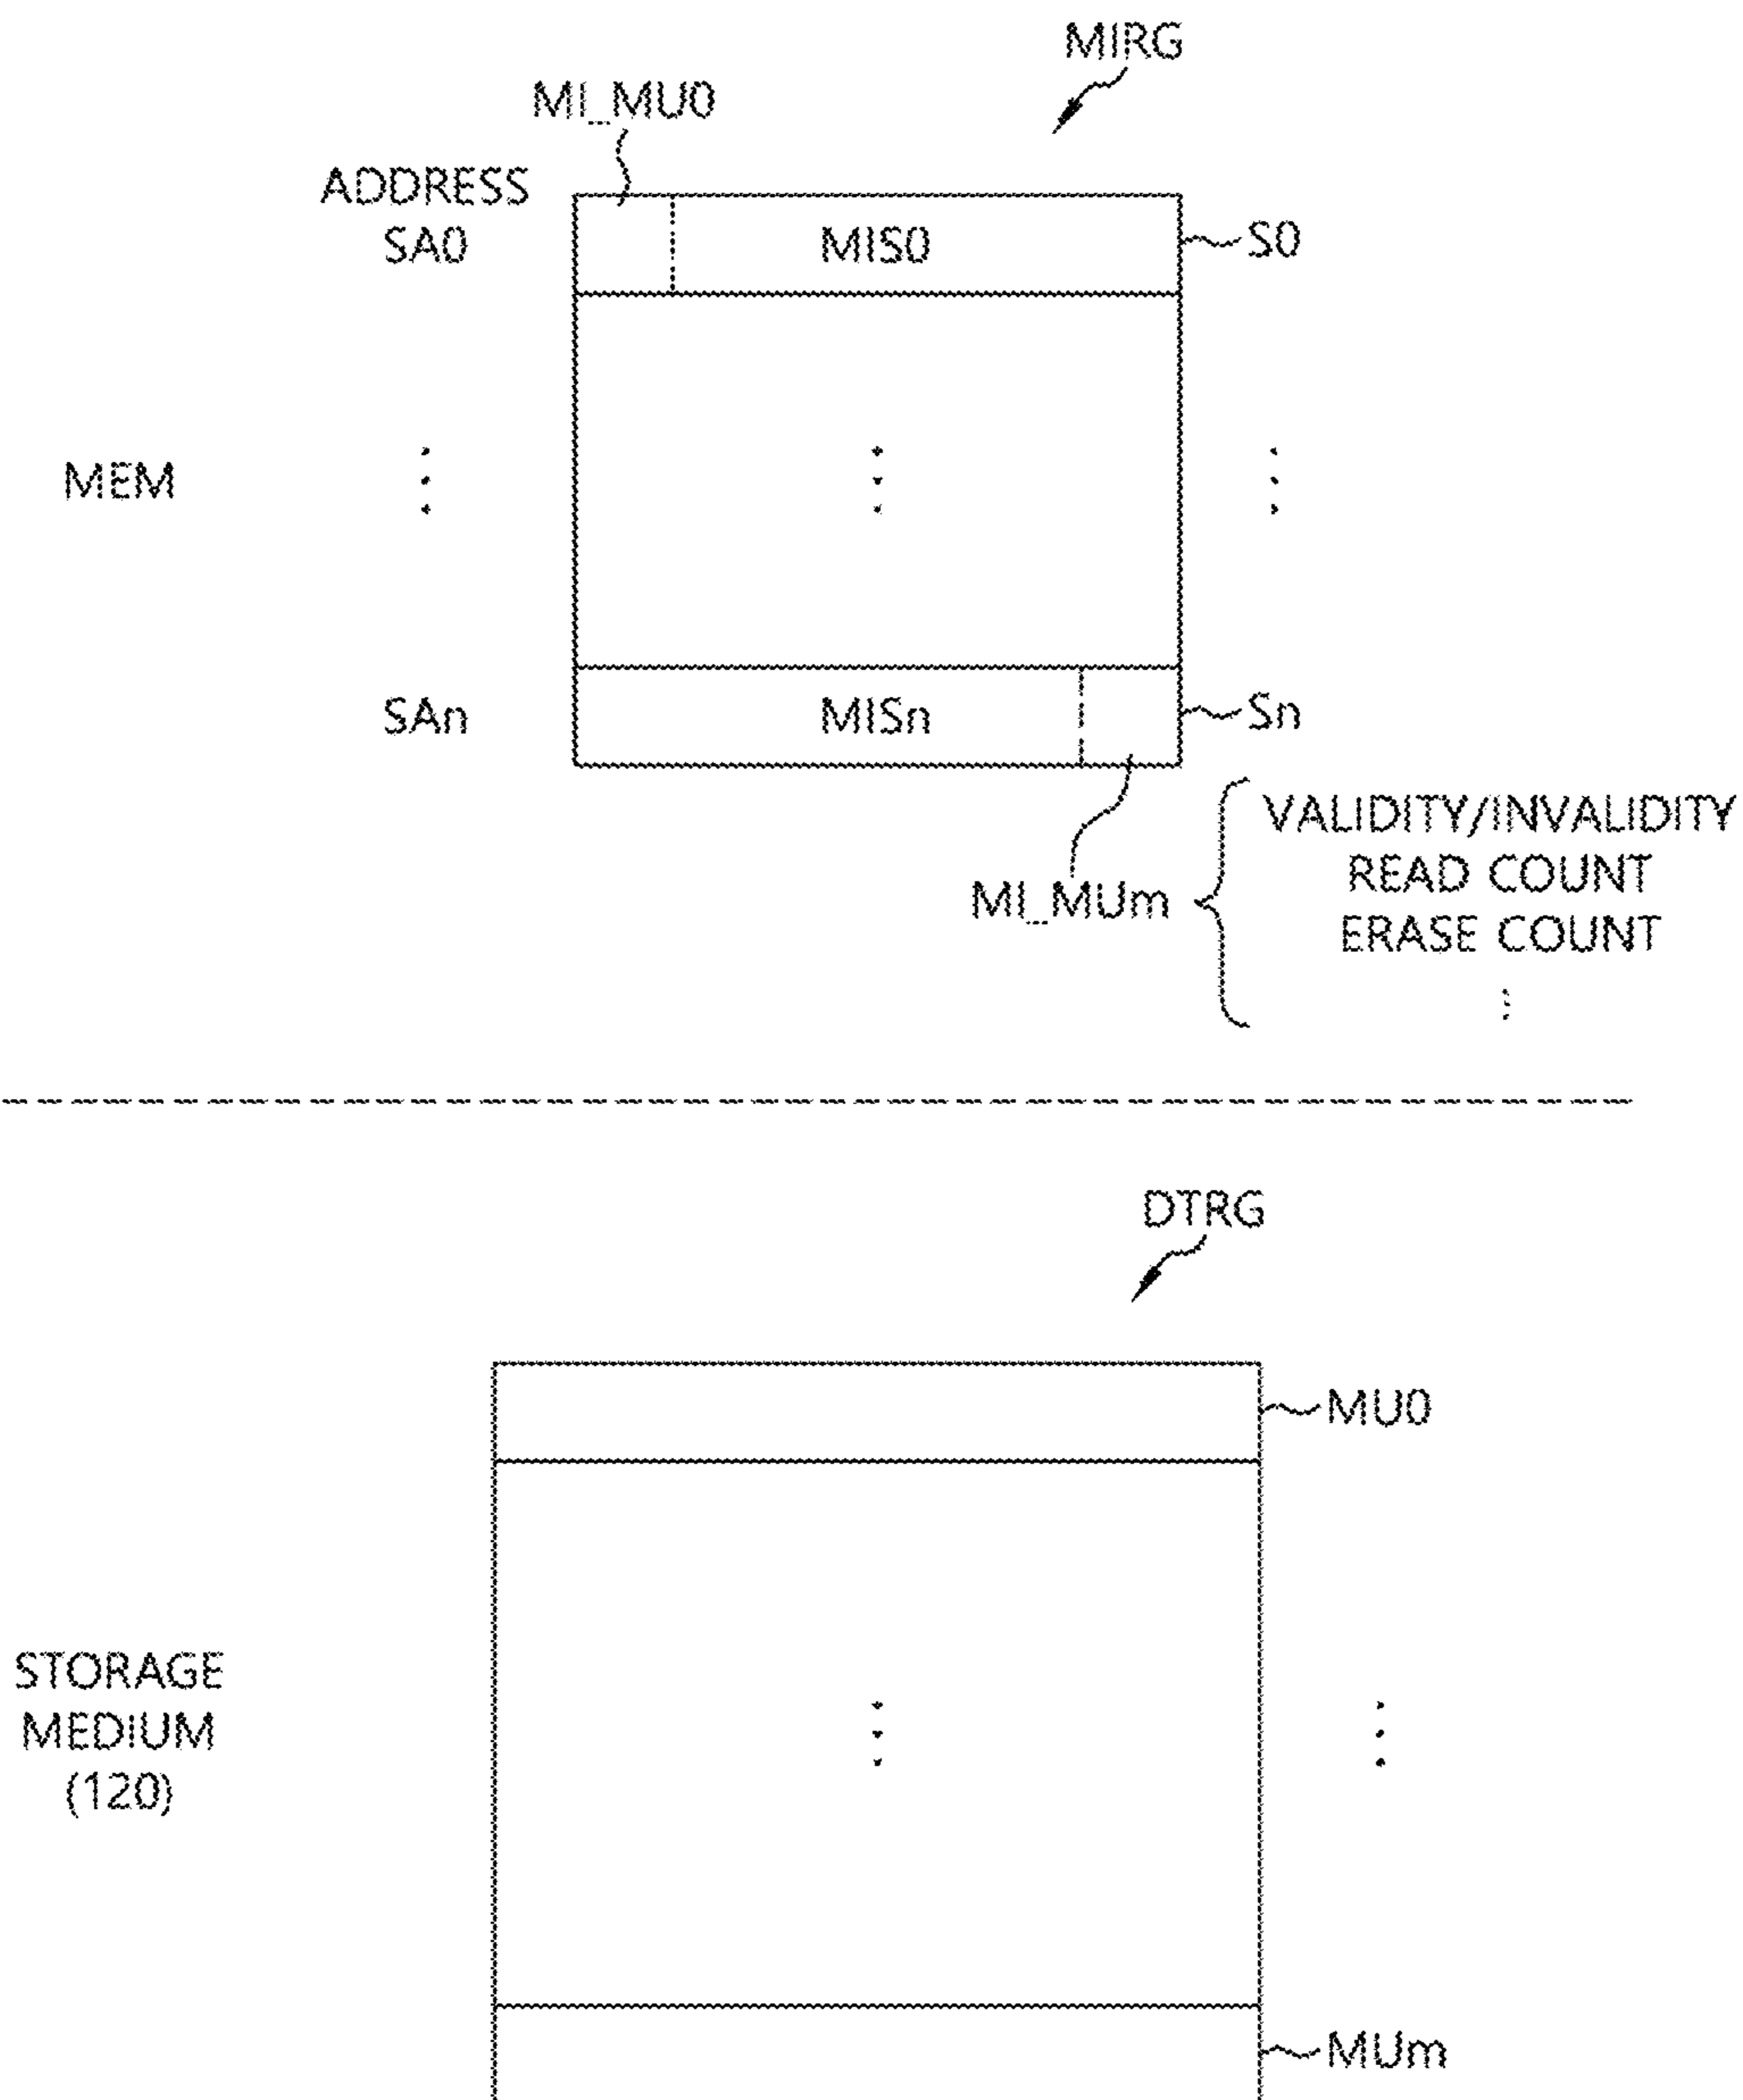 MIRG
MI_MU0
ADDRESS
SA0
MIS0
S0
MEM
SAn
MISn
Sn
MI_MUm
VALIDITY/INVALIDITY
READ COUNT
ERASE COUNT
DTRG
MU0
STORAGE
MEDIUM
(120)
MUm